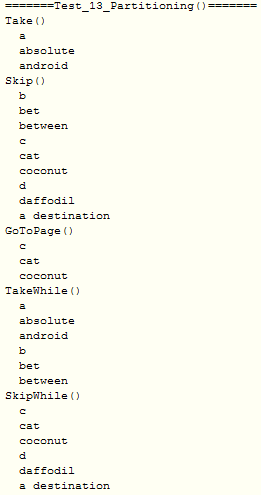 =======Test_13_Partitioning()=======
Take()
a
absolute
android
Skip()
b
bet
between
c
cat
coconut
d
daffodil
a destination
GoToPage()
c
cat
coconut
TakeWhile()
a
absolute
android
b
bet
between
SkipWhile()
c
cat
coconut
d
daffodil
a destination